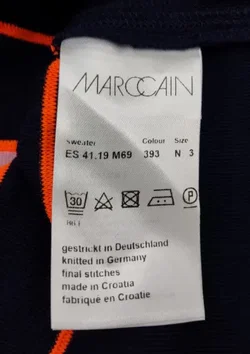 MARCCAIN
Sweater Colour Size
ES 41.19 M69 393 N 3
30
P
gestrickt in Deutschland
knitted in Germany
final stitches
made in Croatia
fabriqué en Croatie